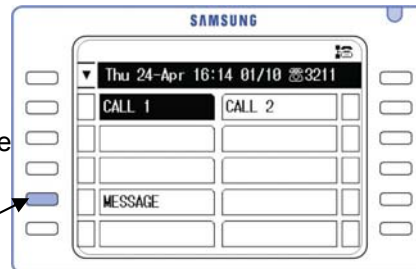 SAMSUNG
Thu 24-Apr 16:14 01/10 ☏3211
CALL 1 CALL 2
e
MESSAGE